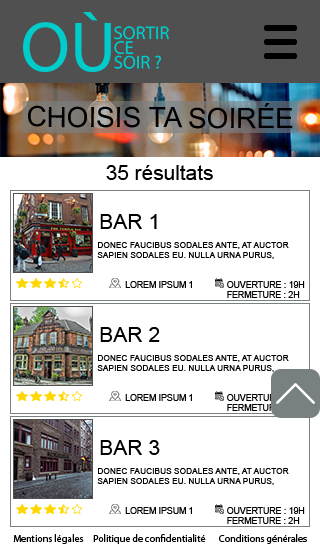 OÙ SORTIR
CE
SOIR ?
CHOISIS TA SOIRÉE
35 résultats
BAR 1
DONEC FAUCIBUS SODALES ANTE, AT AUCTOR
SAPIEN SODALES EU. NULLA URNA PURUS,
LOREM IPSUM 1
OUVERTURE : 19H
FERMETURE : 2H
BAR 2
DONEC FAUCIBUS SODALES ANTE, AT AUCTOR
SAPIEN SODALES EU. NULLA URNA PURUS,
LOREM IPSUM 1
BAR 3
DONEC FAUCIBUS SODALES ANTE, AT AUCTOR
SAPIEN SODALES EU. NULLA URNA PURUS,
LOREM IPSUM 1
OUVERTURE : 19H
FERMETURE : 2H
Mentions légales Politique de confidentialité Conditions générales